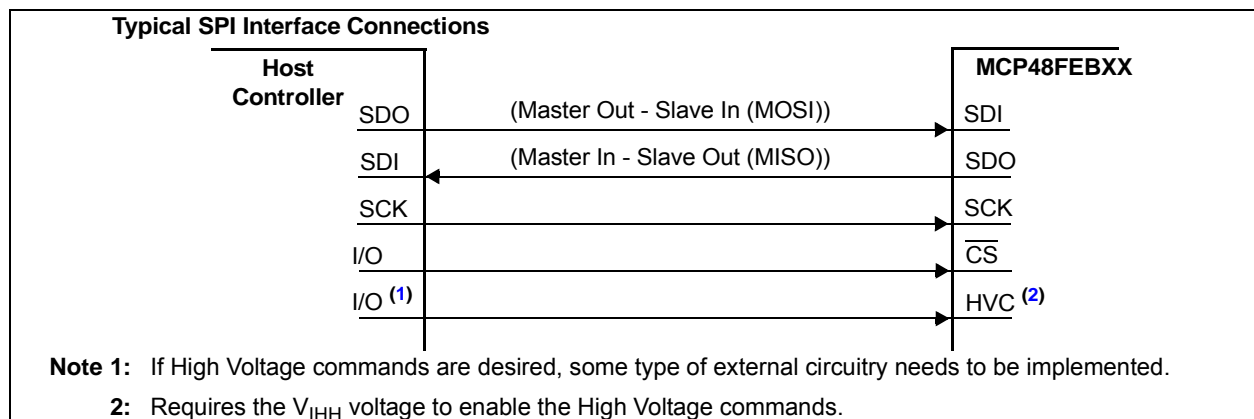 Typical SPI Interface Connections
Host
Controller
MCP48FEBXX
SDO (Master Out - Slave In (MOSI)) SDI
SDI (Master In - Slave Out (MISO)) SDO
SCK SCK
I/O CS
I/O (1) HVC (2)
Note 1: If High Voltage commands are desired, some type of external circuitry needs to be implemented.
2: Requires the VIHH voltage to enable the High Voltage commands.